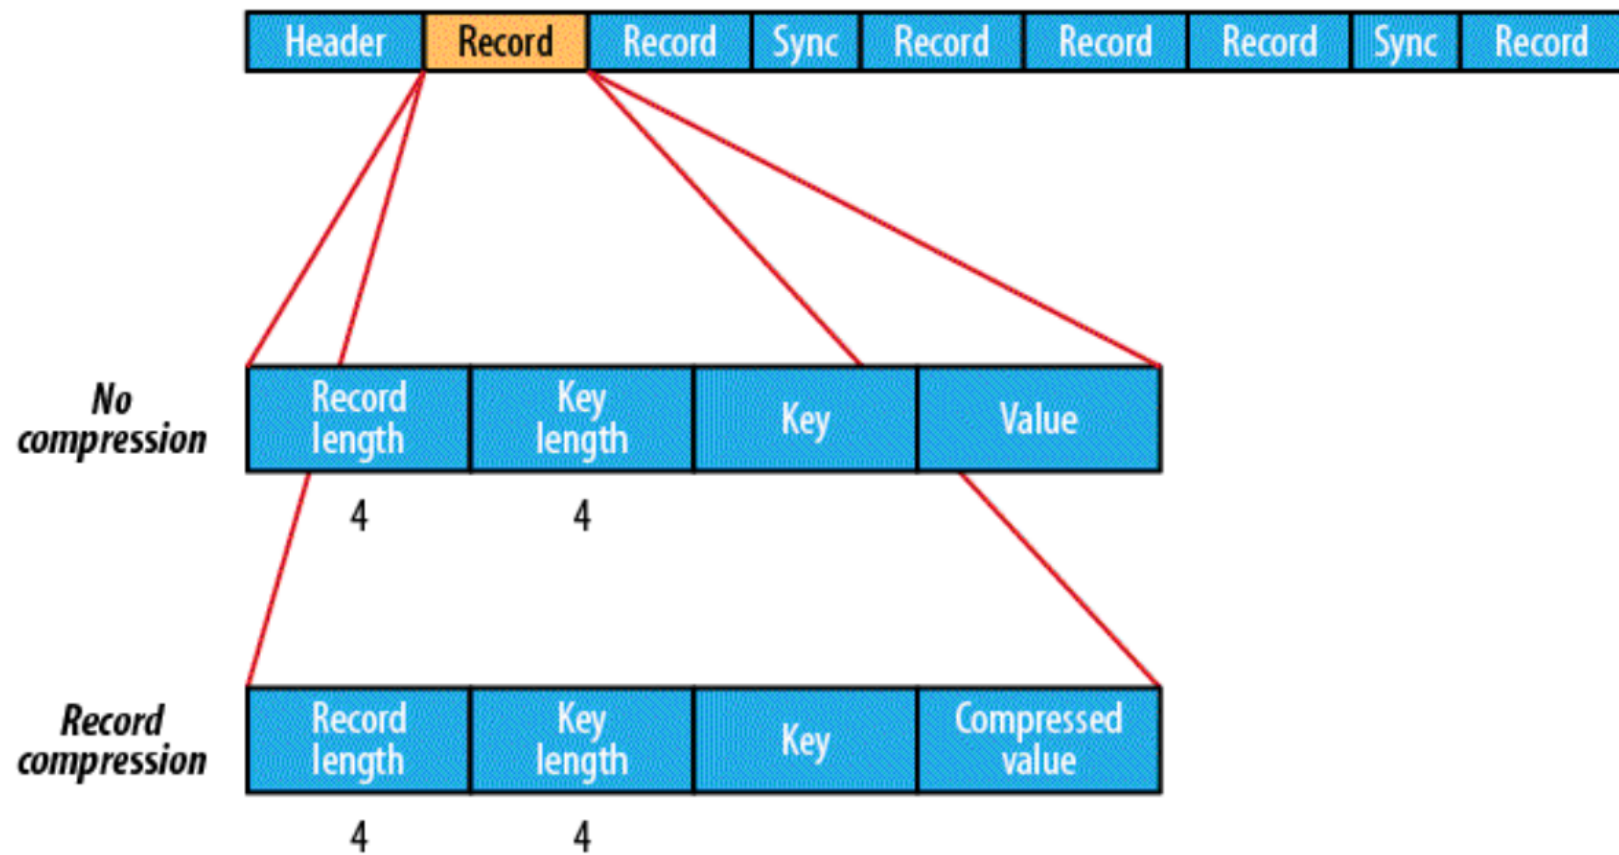 Header Record Record Sync Record Record Record Sync Record
No
compression
Record
length
Key
length
Key
Value
4 4
Record
compression
Record
length
Key
length
Key
Compressed
value
4 4